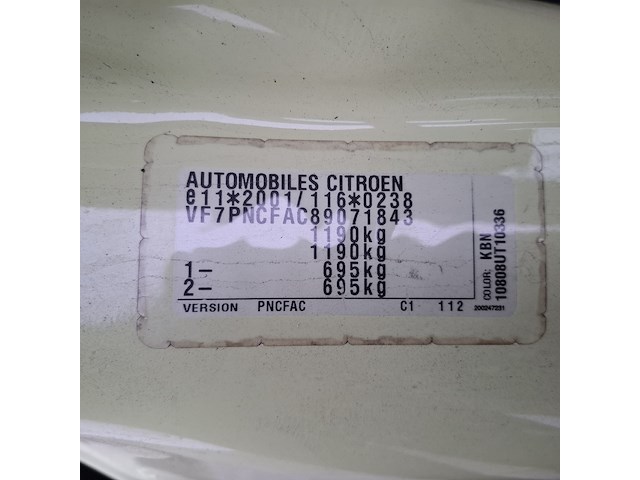 AUTOMOBILES CITROEN
e11*2001/116*0238
VF7PNCFAC89071843
1190kg
1190kg
1- 695kg
2- 695kg
VERSION PNCFAC C1 112
COLOR: KBN
10808UT10336
200247231